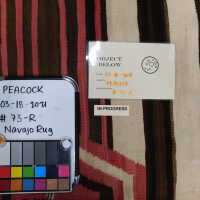 PEACOCK
03-18-2021
# 73-R
Navajo Rug
OBJECT
BELOW
IN PROGRESS